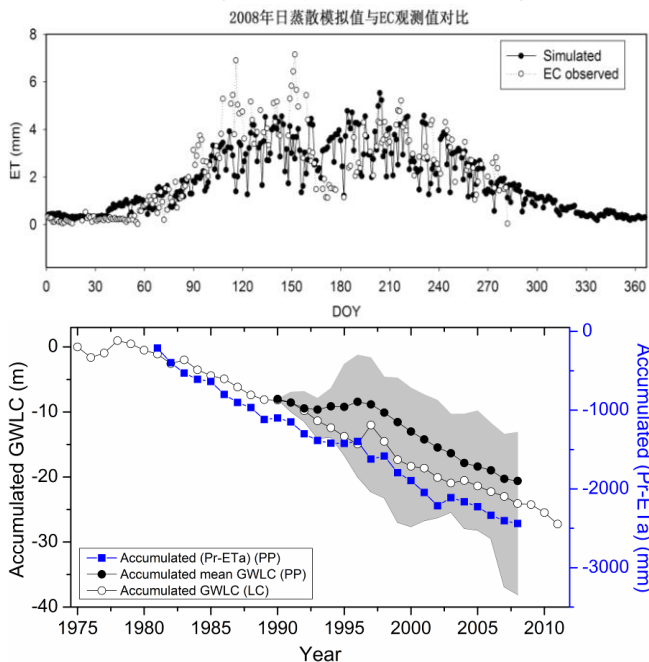 2008年日蒸散模拟值与EC观测值对比
8
6
4
2
0
ET (mm)
Simulated
EC observed
0 30 60 90 120 150 180 210 240 270 300 330 360
DOY
0
-10
-20
-30
-40
Accumulated GWLC (m)
0
-1000
-2000
-3000
Accumulated (Pr-ETa) (mm)
Accumulated (Pr-ETa) (PP)
Accumulated mean GWLC (PP)
Accumulated GWLC (LC)
1975 1980 1985 1990 1995 2000 2005 2010
Year